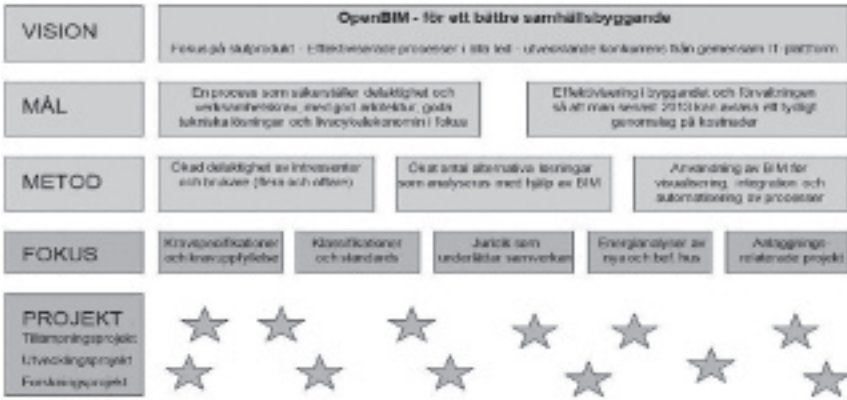 VISION
OpenBIM - för ett bättre samhällsbyggande
Fokus på slutprodukt - Effektiviserade processer i alla led - utvecklande konkurrens från gemensam IT-plattform
MÅL
En process som säkerställer delaktighet och
verksamhetskrav, med god arkitektur, goda
tekniska lösningar och livscykelekonomin i fokus
Effektivisering i byggandet och förvaltningen
så att man senast 2013 kan avläsa ett tydligt
genomslag på kostnader
METOD
Ökad delaktighet av intressenter
och brukare (flera och oftare)
Ökat antal alternativa lösningar
som analyseras med hjälp av BIM
Användning av BIM för
visualisering, integration och
automatisering av processer
FOKUS
Kravspecifikationer
och kravuppfyllelse
Klassifikationer
och standards
Juridik som
underlättar samverkan
Energianalyser av
nya och bef. hus
Anläggnings-
relaterade projekt
PROJEKT
Tillämpningsprojekt
Utvecklingsprojekt
Forskningsprojekt